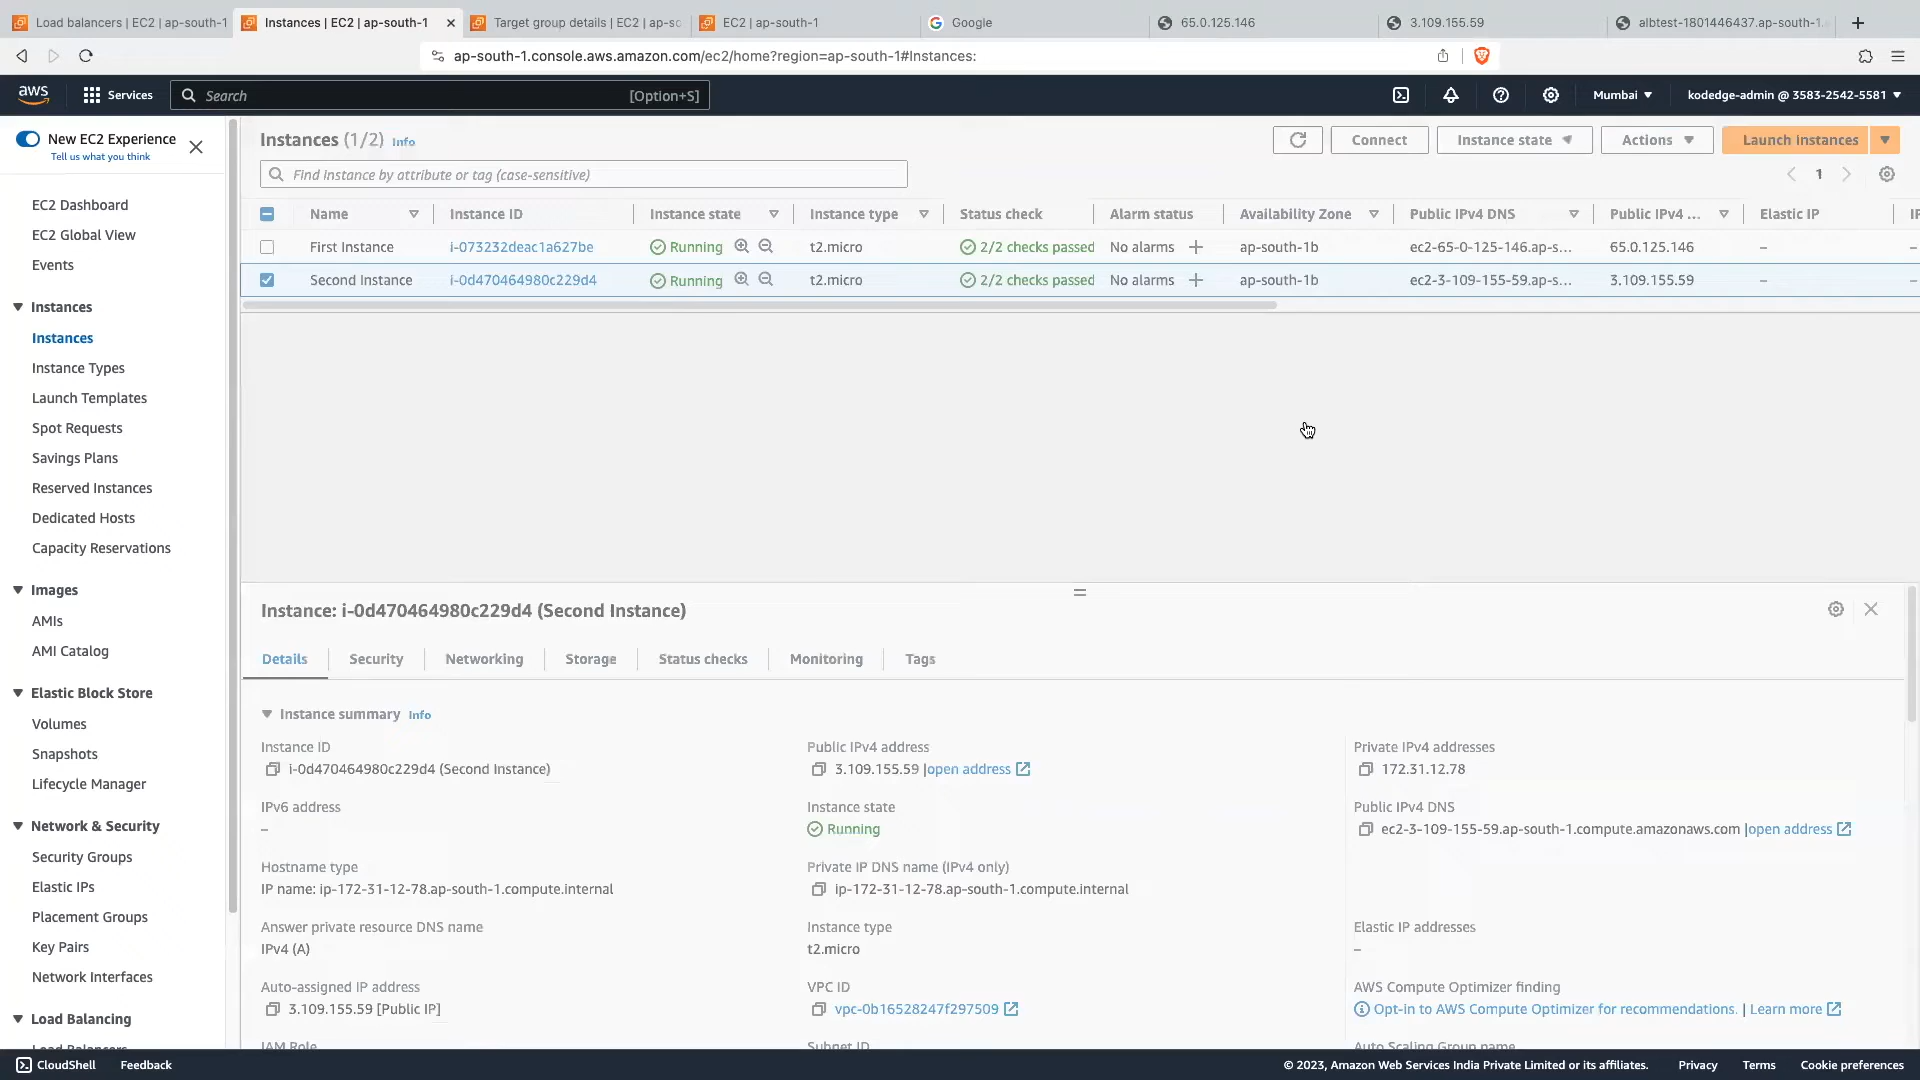 Load balancers | EC2 | ap-south-1
Instances | EC2 | ap-south-1
Target group details | EC2 | ap-sc
EC2 | ap-south-1
Google
65.0.125.146
3.109.155.59
albtest-1801446437.ap-south-1.
ap-south-1.console.aws.amazon.com/ec2/home?region=ap-south-1#Instances:
aws
Services
Search
[Option+S]
Mumbai
kodedge-admin @ 3583-2542-5581
New EC2 Experience
Tell us what you think
EC2 Dashboard
EC2 Global View
Events
Instances
Instances
Instance Types
Launch Templates
Spot Requests
Savings Plans
Reserved Instances
Dedicated Hosts
Capacity Reservations
Images
AMIs
AMI Catalog
Elastic Block Store
Volumes
Snapshots
Lifecycle Manager
Network & Security
Security Groups
Elastic IPs
Placement Groups
Key Pairs
Network Interfaces
Load Balancing
Load Balancers
Instances (1/2) Info
Connect
Instance state
Actions
Launch instances
Find instance by attribute or tag (case-sensitive)
1
Name Instance ID Instance state Instance type Status check Alarm status Availability Zone Public IPv4 DNS Public IPv4 ... Elastic IP IP
First Instance i-073232deac1a627be Running t2.micro 2/2 checks passed No alarms + ap-south-1b ec2-65-0-125-146.ap-s... 65.0.125.146 – –
Second Instance i-0d470464980c229d4 Running t2.micro 2/2 checks passed No alarms + ap-south-1b ec2-3-109-155-59.ap-s... 3.109.155.59 – –
Instance: i-0d470464980c229d4 (Second Instance)
Details
Security
Networking
Storage
Status checks
Monitoring
Tags
Instance summary Info
Instance ID
i-0d470464980c229d4 (Second Instance)
Public IPv4 address
3.109.155.59 |open address
Private IPv4 addresses
172.31.12.78
IPv6 address
–
Instance state
Running
Public IPv4 DNS
ec2-3-109-155-59.ap-south-1.compute.amazonaws.com |open address
Hostname type
IP name: ip-172-31-12-78.ap-south-1.compute.internal
Private IP DNS name (IPv4 only)
ip-172-31-12-78.ap-south-1.compute.internal
Answer private resource DNS name
IPv4 (A)
Instance type
t2.micro
Elastic IP addresses
–
Auto-assigned IP address
3.109.155.59 [Public IP]
VPC ID
vpc-0b16528247f297509
AWS Compute Optimizer finding
Opt-in to AWS Compute Optimizer for recommendations. | Learn more
IAM Role
Subnet ID
Auto Scaling Group name
CloudShell
Feedback
© 2023, Amazon Web Services India Private Limited or its affiliates.
Privacy
Terms
Cookie preferences